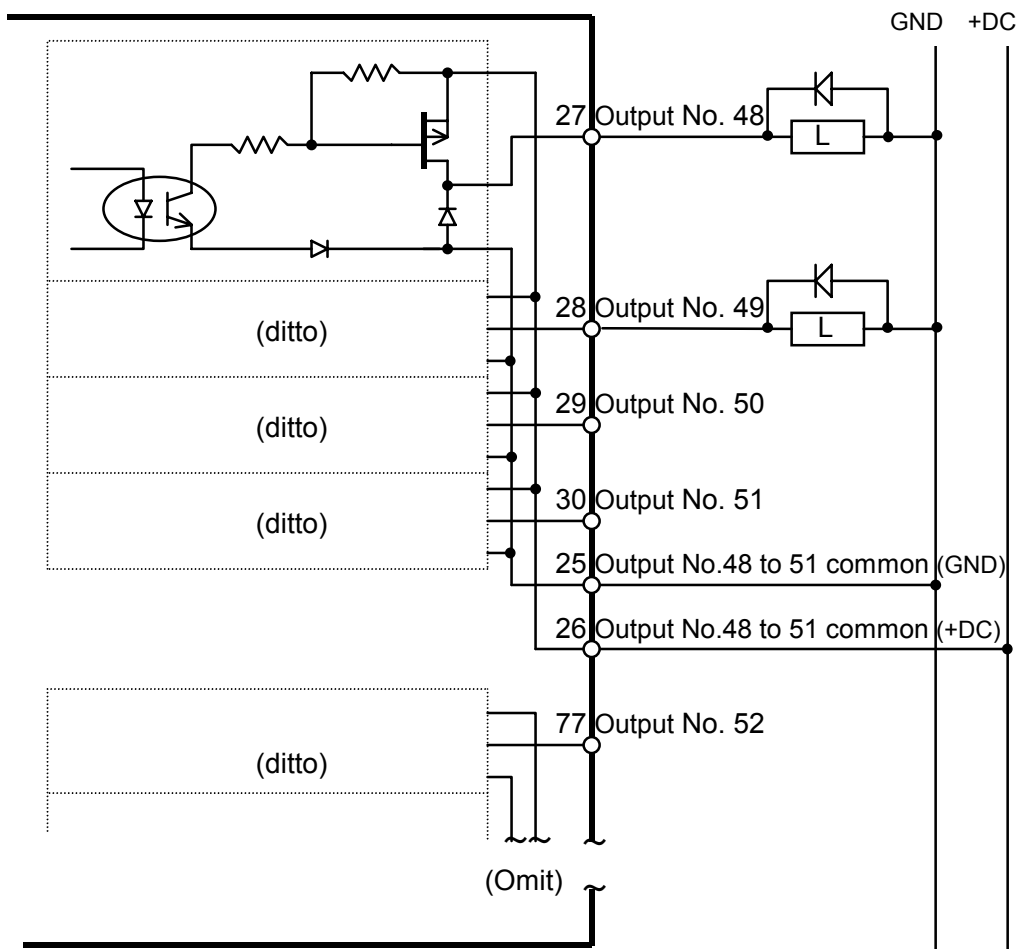 GND +DC
27 Output No. 48
L
28 Output No. 49
L
(ditto)
29 Output No. 50
(ditto)
30 Output No. 51
(ditto)
25 Output No.48 to 51 common (GND)
26 Output No.48 to 51 common (+DC)
77 Output No. 52
(ditto)
(Omit)